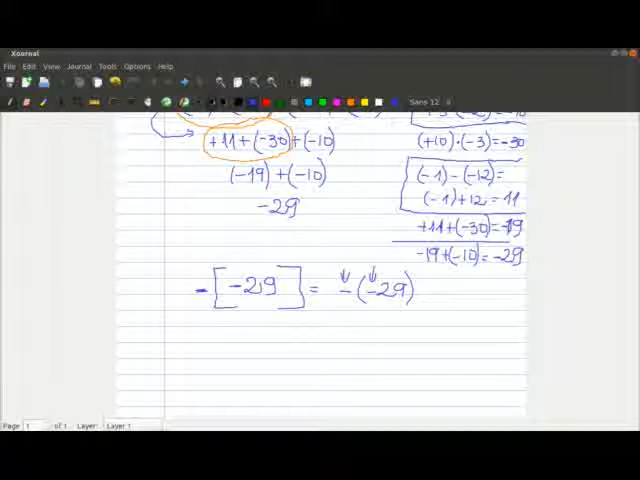 Xournal
File Edit View Journal Tools Options Help
Sans 12
+11+(-30)+(-10)
(-19)+(-10)
-29
(+10)·(-3)=-30
(-1)-(-12)=
(-1)+12=11
+11+(-30)=-19
-19+(-10)=-29
-[-29]= -(-29)
Page 1 of 1 Layer: Layer 1